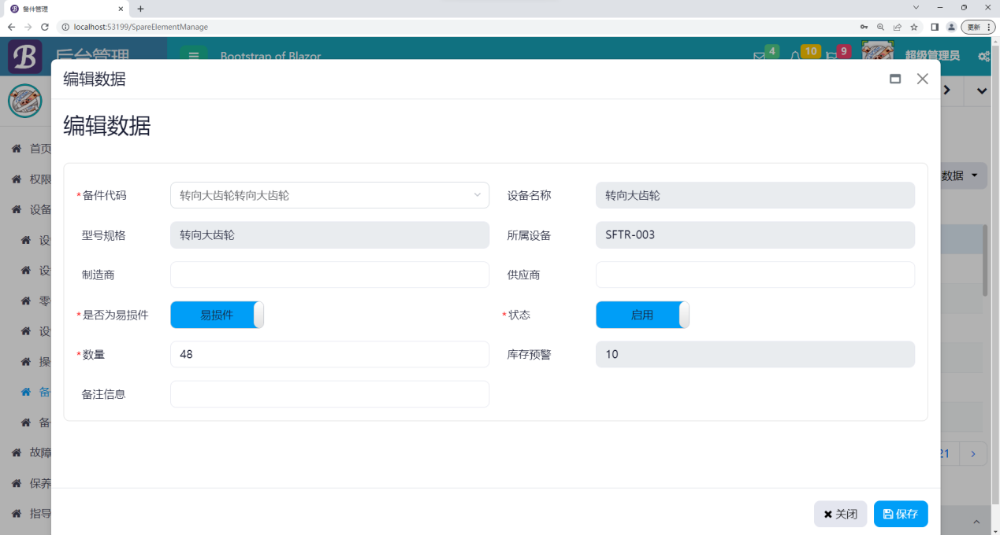 备件管理
localhost:53199/SpareElementManage
更新
B 后台管理
Bootstrap of Blazor
4
10
9
超级管理员
编辑数据
编辑数据
首页
权限
设备
数据
* 备件代码
转向大齿轮转向大齿轮
设备名称
转向大齿轮
型号规格
转向大齿轮
所属设备
SFTR-003
设
制造商
供应商
设
零
* 是否为易损件
易损件
* 状态
启用
设
* 数量
48
库存预警
10
操
备注信息
备
备
故障
21
保养
指导
关闭
保存